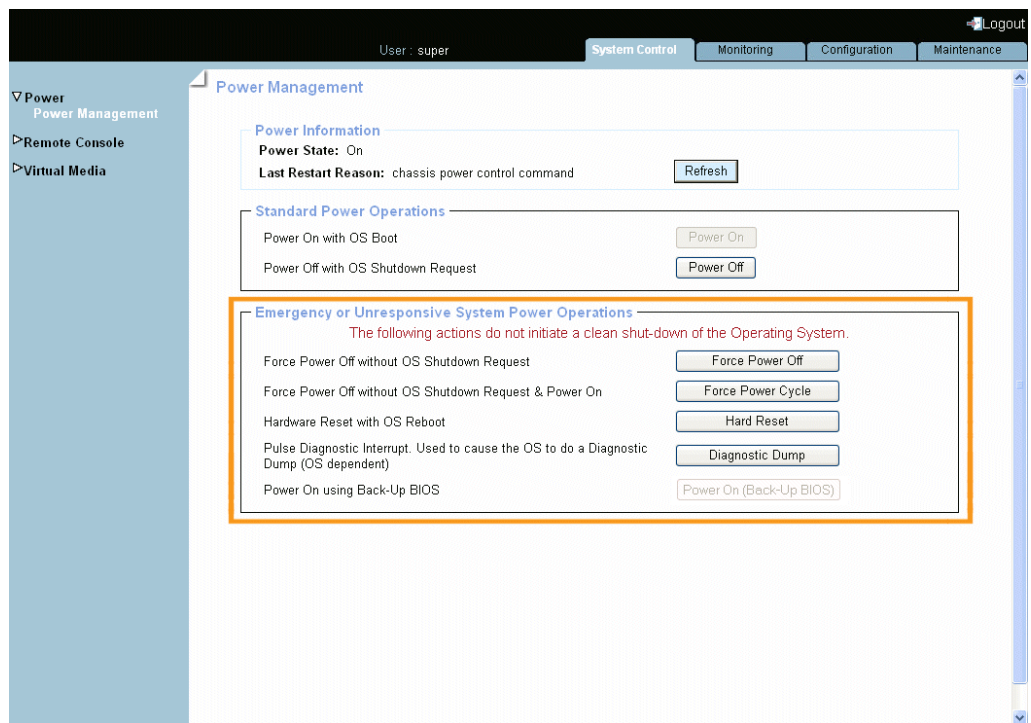 Logout
User : super
System Control
Monitoring
Configuration
Maintenance
Power
Power Management
Remote Console
Virtual Media
Power Management
Power Information
Power State: On
Last Restart Reason: chassis power control command
Refresh
Standard Power Operations
Power On with OS Boot
Power On
Power Off with OS Shutdown Request
Power Off
Emergency or Unresponsive System Power Operations
The following actions do not initiate a clean shut-down of the Operating System.
Force Power Off without OS Shutdown Request
Force Power Off
Force Power Off without OS Shutdown Request & Power On
Force Power Cycle
Hardware Reset with OS Reboot
Hard Reset
Pulse Diagnostic Interrupt. Used to cause the OS to do a Diagnostic
Dump (OS dependent)
Diagnostic Dump
Power On using Back-Up BIOS
Power On (Back-Up BIOS)